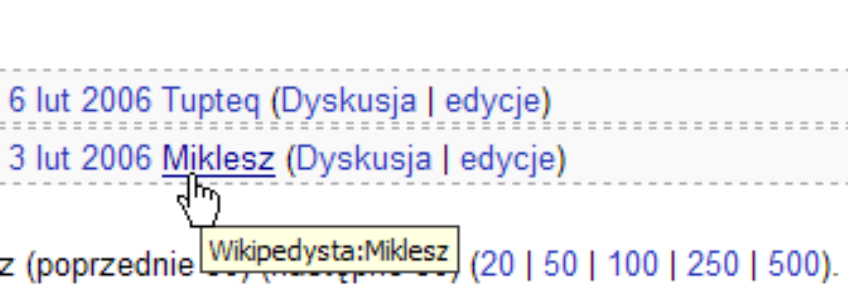 6 lut 2006 Tupteq (Dyskusja | edycje)
3 lut 2006 Miklesz (Dyskusja | edycje)
Wikipedysta:Miklesz
z (poprzednie (20 | 50 | 100 | 250 | 500).